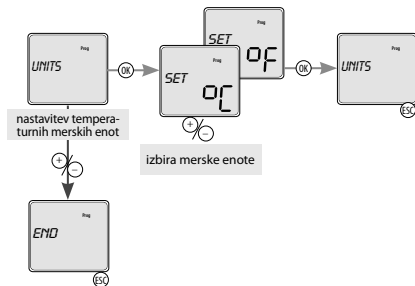 Prog
SET
°F
Prog
UNITS
OK
Prog
SET
°C
OK
Prog
UNITS
ESC
nastavitev tempera-
turnih merskih enot
+/−
izbira merske enote
+/−
Prog
END
ESC